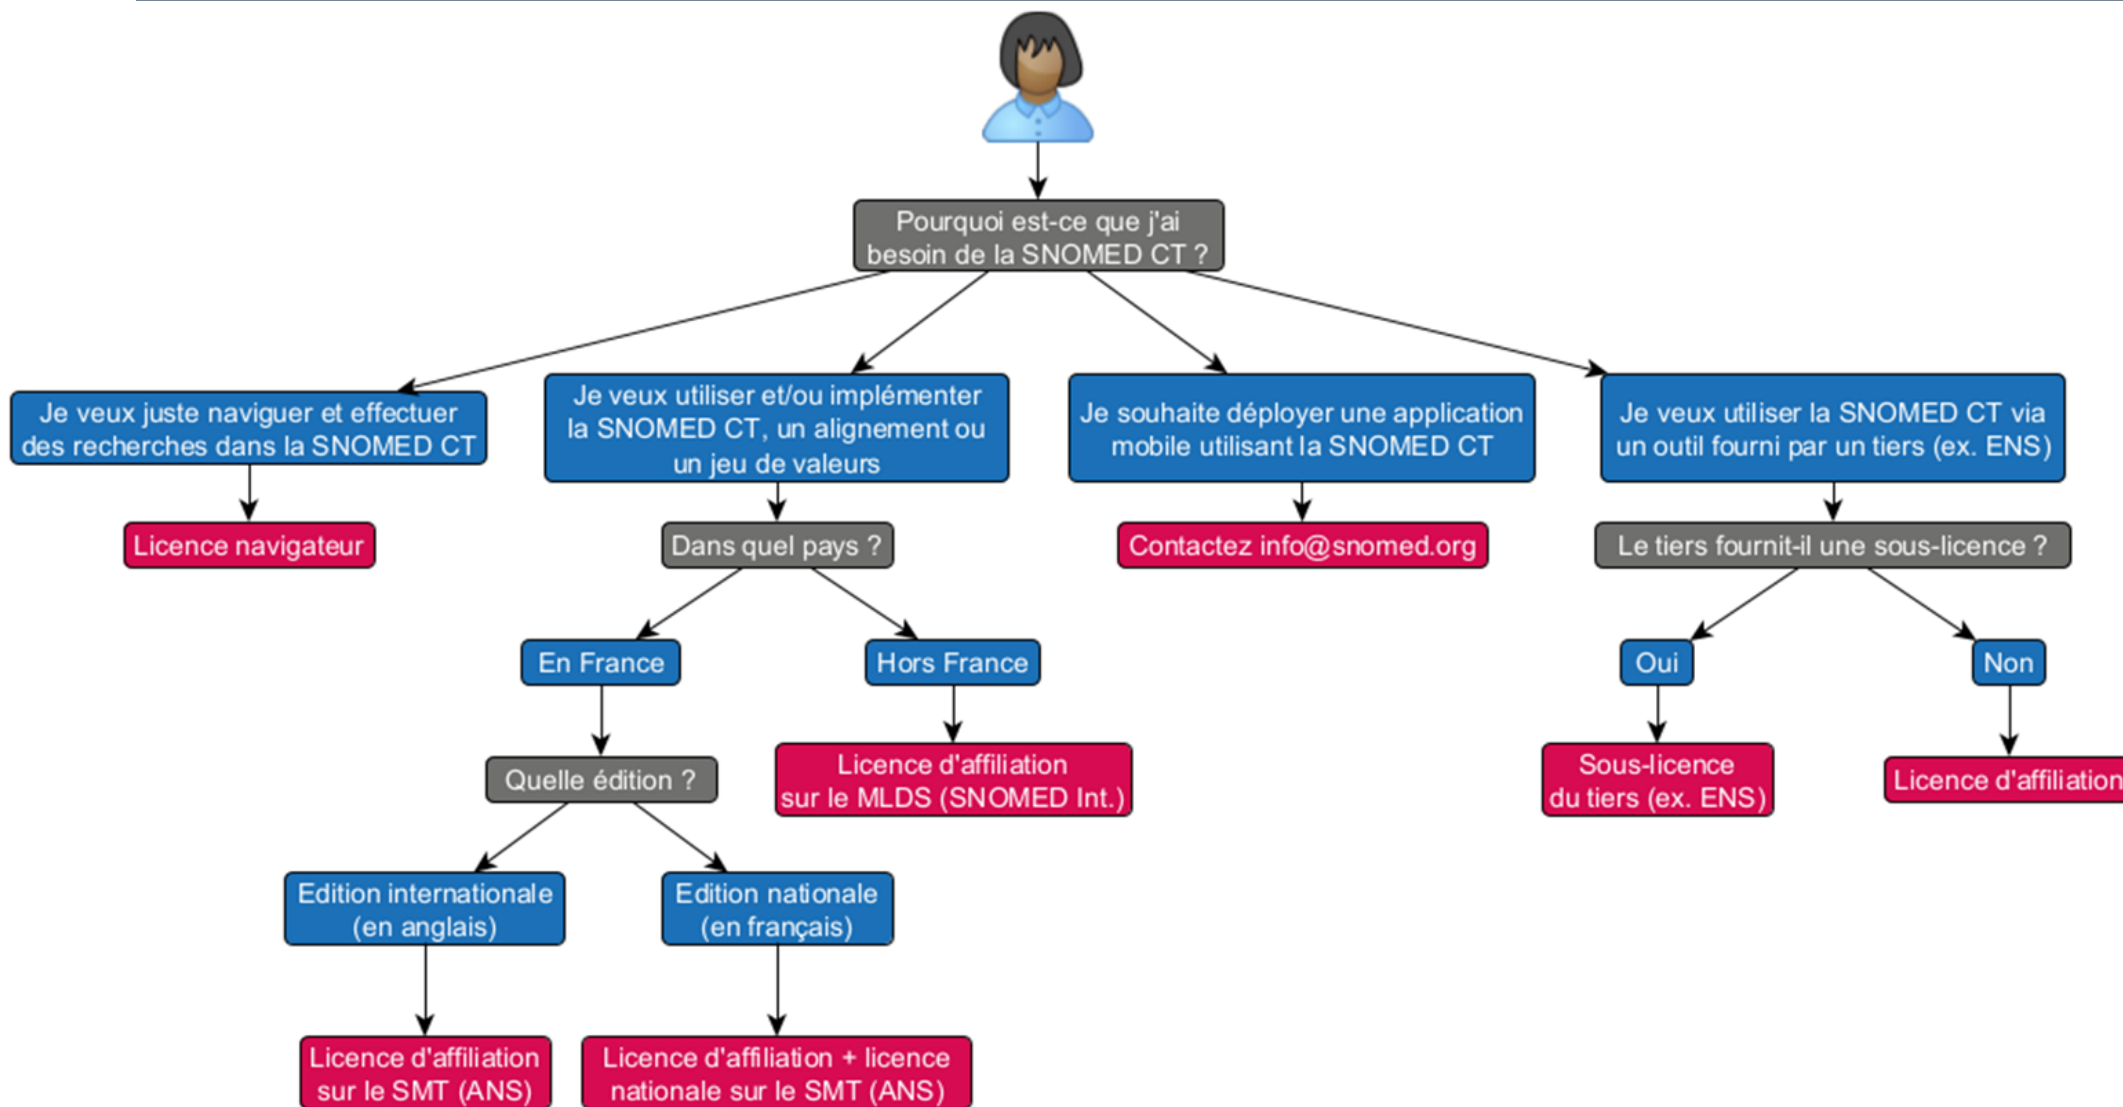 Pourquoi est-ce que j'ai
besoin de la SNOMED CT ?
Je veux juste naviguer et effectuer
des recherches dans la SNOMED CT
Je veux utiliser et/ou implémenter
la SNOMED CT, un alignement ou
un jeu de valeurs
Je souhaite déployer une application
mobile utilisant la SNOMED CT
Je veux utiliser la SNOMED CT via
un outil fourni par un tiers (ex. ENS)
Licence navigateur
Dans quel pays ?
Contactez info@snomed.org
Le tiers fournit-il une sous-licence ?
En France
Hors France
Oui
Non
Quelle édition ?
Licence d'affiliation
sur le MLDS (SNOMED Int.)
Sous-licence
du tiers (ex. ENS)
Licence d'affiliation
Edition internationale
(en anglais)
Edition nationale
(en français)
Licence d'affiliation
sur le SMT (ANS)
Licence d'affiliation + licence
nationale sur le SMT (ANS)